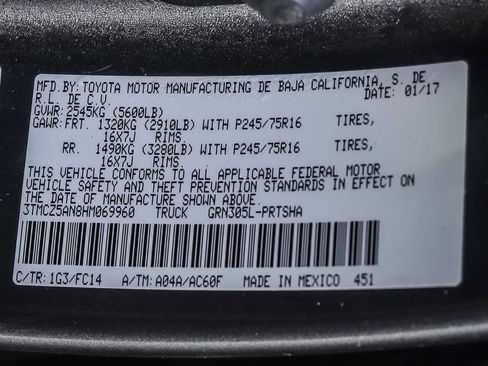 MFD.BY: TOYOTA MOTOR MANUFACTURING DE BAJA CALIFORNIA, S. DE
R.L. DE C.V. DATE: 01/17
GVWR: 2545KG (5600LB)
GAWR: FRT. 1320KG (2910LB) WITH P245/75R16 TIRES,
16X7J RIMS.
RR. 1490KG (3280LB) WITH P245/75R16 TIRES,
16X7J RIMS.
THIS VEHICLE CONFORMS TO ALL APPLICABLE FEDERAL MOTOR
VEHICLE SAFETY AND THEFT PREVENTION STANDARDS IN EFFECT ON
THE DATE OF MANUFACTURE SHOWN ABOVE.
3TMCZ5AN8HM069960 TRUCK GRN305L-PRTSHA
C/TR: 1G3/FC14 A/TM: A04A/AC60F MADE IN MEXICO 451